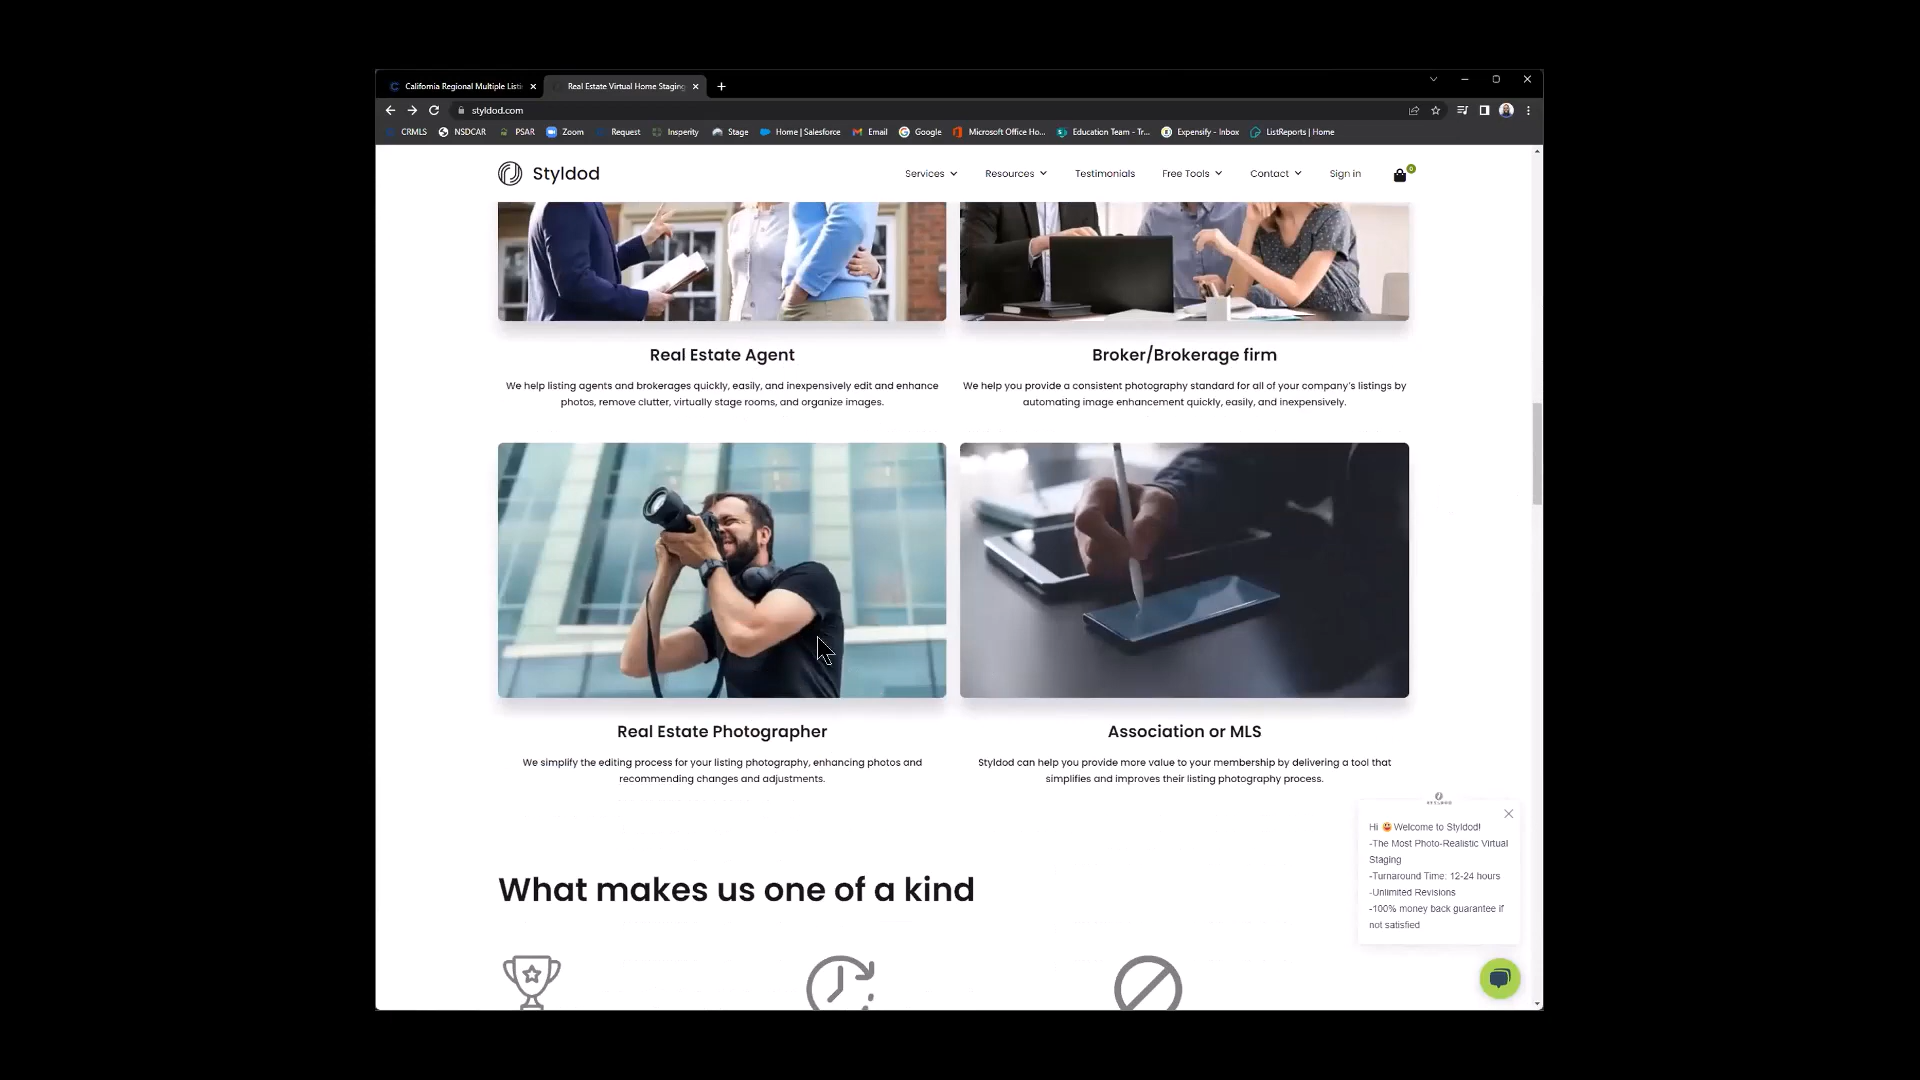 California Regional Multiple Listi
Real Estate Virtual Home Staging
styldod.com
CRMLS NSDCAR PSAR Zoom Request Insperity Stage Home | Salesforce Email Google Microsoft Office Ho... Education Team - Tr... Expensify - Inbox ListReports | Home
Styldod
Services Resources Testimonials Free Tools Contact Sign in 0
Real Estate Agent
We help listing agents and brokerages quickly, easily, and inexpensively edit and enhance
photos, remove clutter, virtually stage rooms, and organize images.
Broker/Brokerage firm
We help you provide a consistent photography standard for all of your company's listings by
automating image enhancement quickly, easily, and inexpensively.
Real Estate Photographer
We simplify the editing process for your listing photography, enhancing photos and
recommending changes and adjustments.
Association or MLS
Styldod can help you provide more value to your membership by delivering a tool that
simplifies and improves their listing photography process.
What makes us one of a kind
STYLDOD
Hi 😃 Welcome to Styldod!
-The Most Photo-Realistic Virtual
Staging
-Turnaround Time: 12-24 hours
-Unlimited Revisions
-100% money back guarantee if
not satisfied